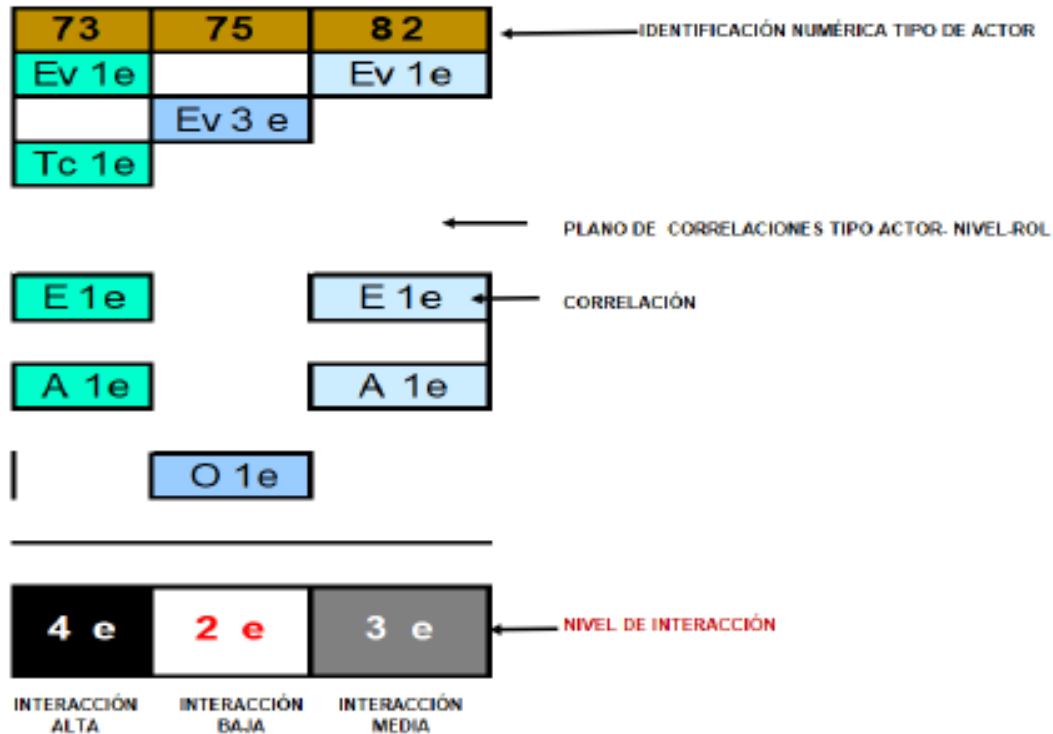 73 75 82 IDENTIFICACIÓN NUMÉRICA TIPO DE ACTOR
Ev 1e Ev 1e
Ev 3 e
Tc 1e
PLANO DE CORRELACIONES TIPO ACTOR- NIVEL-ROL
E 1e E 1e CORRELACIÓN
A 1e A 1e
O 1e
4 e 2 e 3 e NIVEL DE INTERACCIÓN
INTERACCIÓN INTERACCIÓN INTERACCIÓN
ALTA BAJA MEDIA